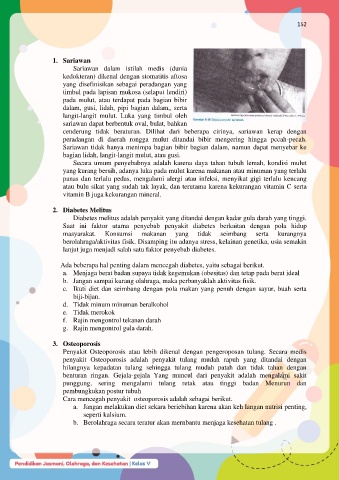 152
1. Sariawan
Sariawan dalam istilah medis (dunia
kedokteran) dikenal dengan stomatitis aftosa
yang disefinisikan sebagai peradangan yang
timbul pada lapisan mukosa (selaput lendiri)
pada mulut, atau terdapat pada bagian bibir
dalam, gusi, lidah, pipi bagian dalam,, serta
langit-langit mulut. Luka yang timbul oleh
sariawan dapat berbentuk oval, bulat, bahkan
cenderung tidak beraturan. Dilihat dari beberapa cirinya, sariawan kerap dengan
peradangan di daerah rongga mulut ditandai bibir mengering hingga pecah-pecah.
Sariawan tidak hanya menimpa bagian bibir bagian dalam, namun dapat menyebar ke
bagian lidah, langit-langit mulut, atau gusi.
Secara umum penyebabnya adalah karena daya tahan tubuh lemah, kondisi mulut
yang kurang bersih, adanya luka pada mulut karena makanan atau minuman yang terlalu
panas dan terlalu pedas, mengalami alergi atau infeksi, menyikat gigi terlalu kencang
atau bulu sikat yang sudah tak layak, dan terutama karena kekurangan vitamin C serta
vitamin B juga kekurangan mineral.
2. Diabetes Melitus
Diabetes melitus adalah penyakit yang ditandai dengan kadar gula darah yang tinggi.
Saat ini faktor utama penyebab penyakit diabetes berkaitan dengan pola hidup
masyarakat. Konsumsi makanan yang tidak seimbang serta kurangnya
berolahraga/aktivitas fisik. Disamping itu adanya stress, kelainan genetika, usia semakin
lanjut juga menjadi salah satu faktor penyebab diabetes.
Ada beberapa hal penting dalam mencegah diabetes, yaitu sebagai berikut.
a. Menjaga berat badan supaya tidak kegemukan (obesitas) dan tetap pada berat ideal
b. Jangan sampai kurang olahraga, maka perbanyaklah aktivitas fisik.
c. Ikuti diet dan seimbang dengan pola makan yang penuh dengan sayur, buah serta
biji-bijian.
d. Tidak minum minuman beralkohol
e. Tidak merokok
f. Rajin mengontrol tekanan darah
g. Rajin mengontrol gula darah.
3. Osteoporosis
Penyakit Osteoporosis atau lebih dikenal dengan pengeroposan tulang. Secara medis
penyakit Osteoporosis adalah penyakit tulang mudah rapuh yang ditandai dengan
hilangnya kepadatan tulang sehingga tulang mudah patah dan tidak tahan dengan
benturan ringan. Gejala-gejala Yang muncul dari penyakit adalah mengalami sakit
punggung, sering mengalami tulang retak atau tinggi badan Menurun dan
pembungkukan postur tubuh
Cara mencegah penyakit osteoporosis adalah sebagai berikut.
a. Jangan melakukan diet sekara berlebihan karena akan keh langan nutrisi penting,
seperti kalsium.
b. Berolahraga secara teratur akan membantu menjaga kesehatan tulang .
Pendidikan Jasmani, Olahraga, dan Kesehatan | Kelas V